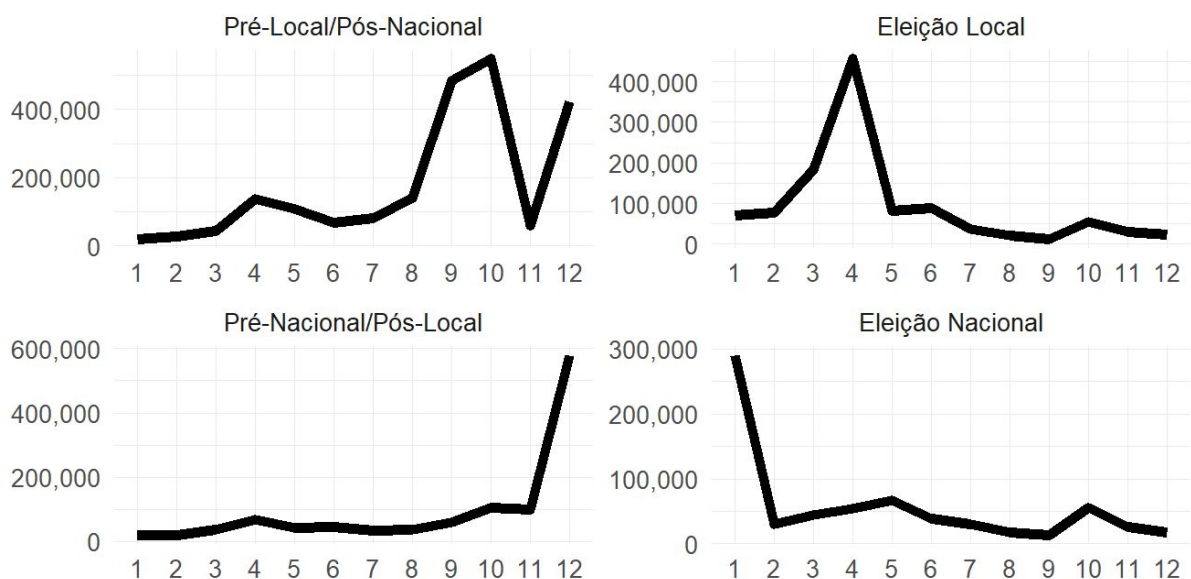 Pré-Local/Pós-Nacional
400,000
200,000
0
1 2 3 4 5 6 7 8 9 10 11 12
Eleição Local
400,000
300,000
200,000
100,000
0
1 2 3 4 5 6 7 8 9 10 11 12
Pré-Nacional/Pós-Local
600,000
400,000
200,000
0
1 2 3 4 5 6 7 8 9 10 11 12
Eleição Nacional
300,000
200,000
100,000
0
1 2 3 4 5 6 7 8 9 10 11 12